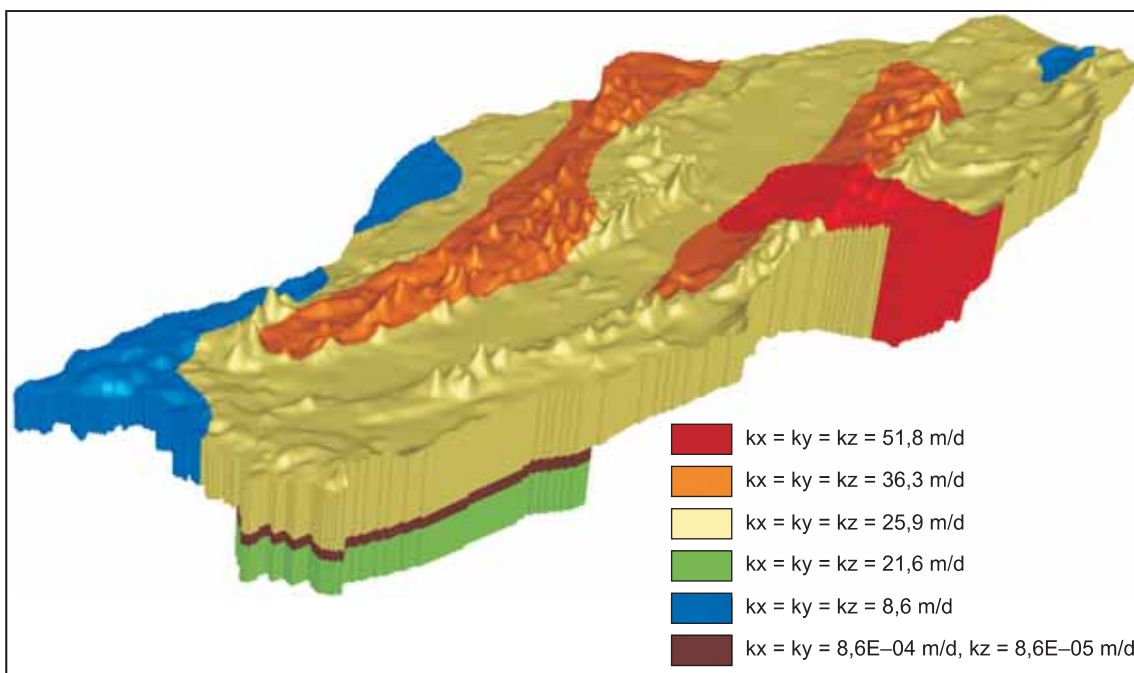 kx = ky = kz = 51,8 m/d
kx = ky = kz = 36,3 m/d
kx = ky = kz = 25,9 m/d
kx = ky = kz = 21,6 m/d
kx = ky = kz = 8,6 m/d
kx = ky = 8,6E–04 m/d, kz = 8,6E–05 m/d